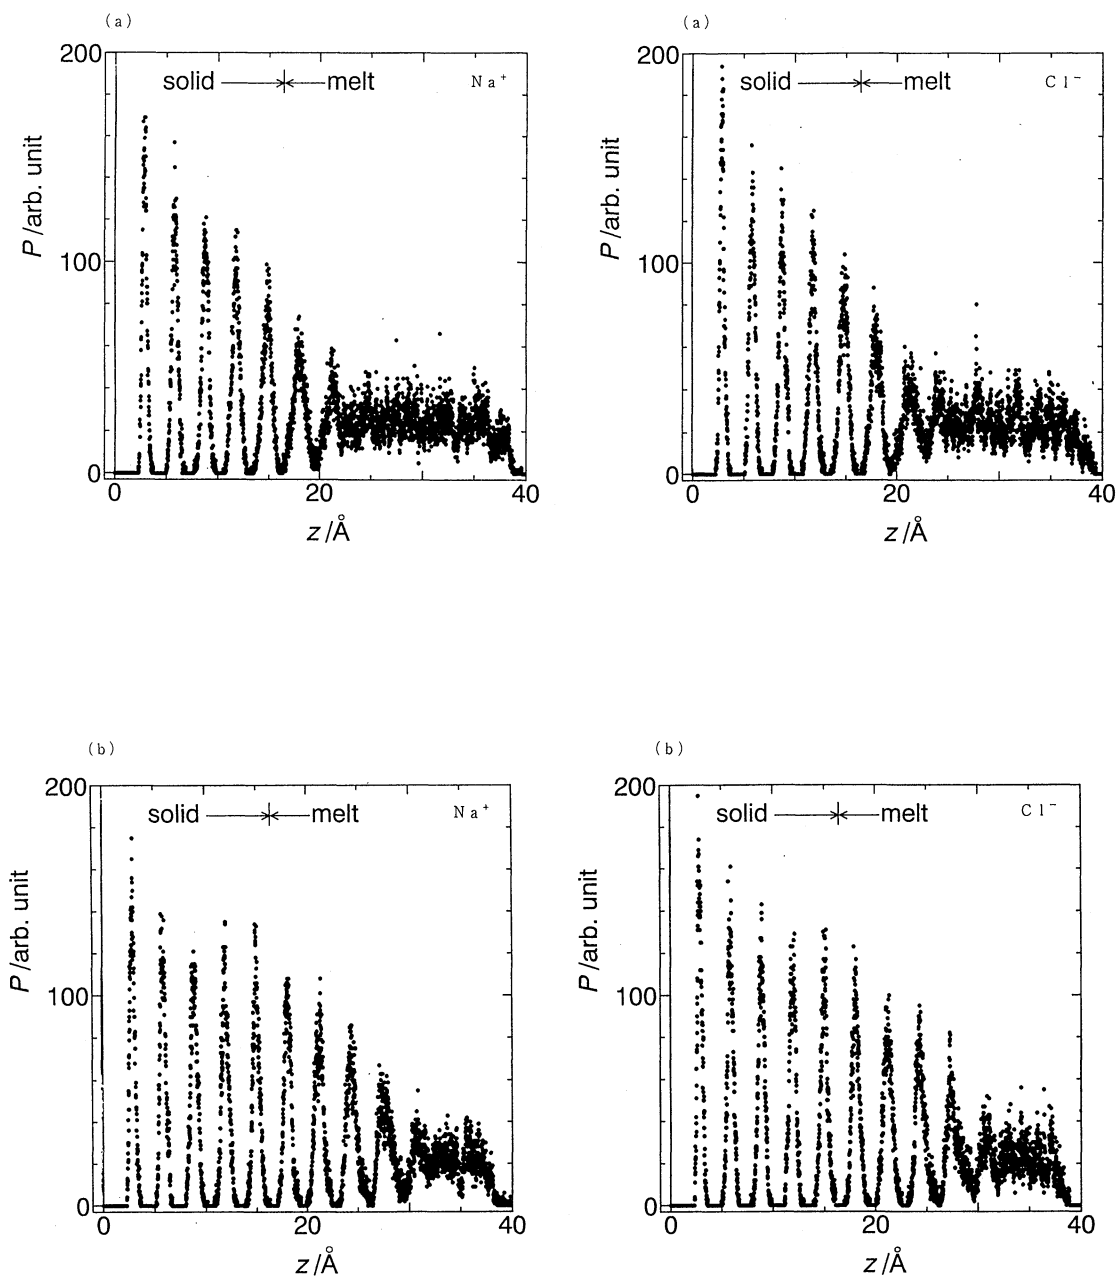 (a)
200
solid
melt
Na⁺
P/arb. unit
100
0
0 20 40
z/Å
(a)
200
solid
melt
Cl⁻
P/arb. unit
100
0
0 20 40
z/Å
(b)
200
solid
melt
Na⁺
P/arb. unit
100
0
0 20 40
z/Å
(b)
200
solid
melt
Cl⁻
P/arb. unit
100
0
0 20 40
z/Å